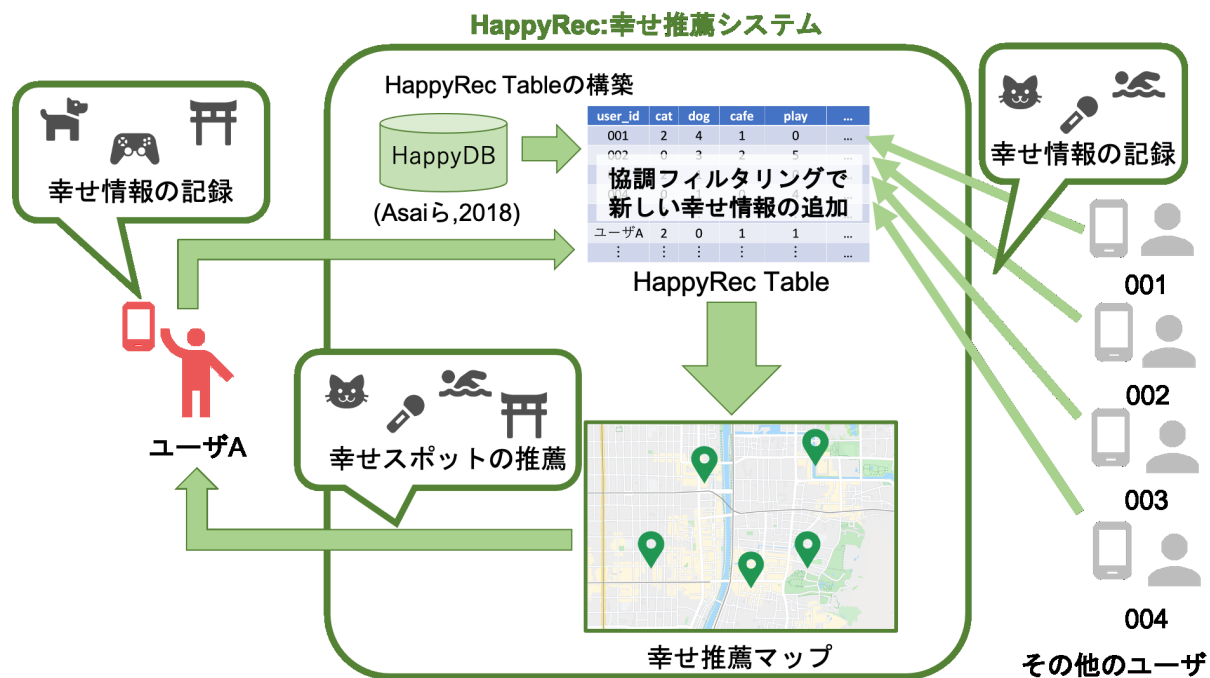 HappyRec:幸せ推薦システム
HappyRec Tableの構築
HappyDB
(Asaiら,2018)
user_id cat dog cafe play ...
001 2 4 1 0 ...
002 0 3 2 5
協調フィルタリングで
新しい幸せ情報の追加
ユーザA 2 0 1 1 ...
⋮ ⋮ ⋮ ⋮ ⋮ ...
HappyRec Table
幸せ情報の記録
ユーザA
幸せスポットの推薦
幸せ推薦マップ
幸せ情報の記録
001
002
003
004
その他のユーザ